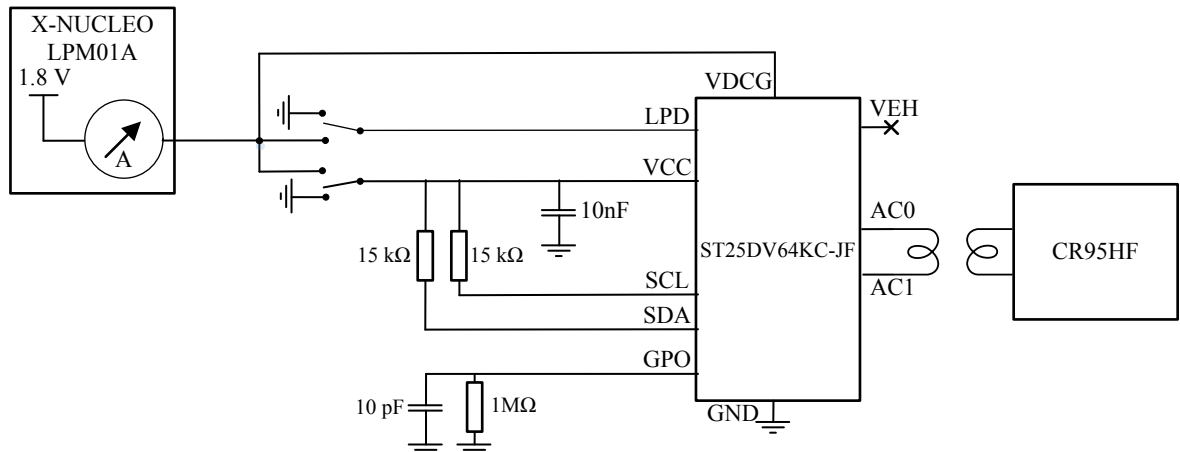 X-NUCLEO
LPM01A
1.8 V
A
VDCG
LPD
VEH
VCC
10nF
AC0
15 kΩ
15 kΩ
ST25DV64KC-JF
CR95HF
SCL
AC1
SDA
GPO
10 pF
1MΩ
GND